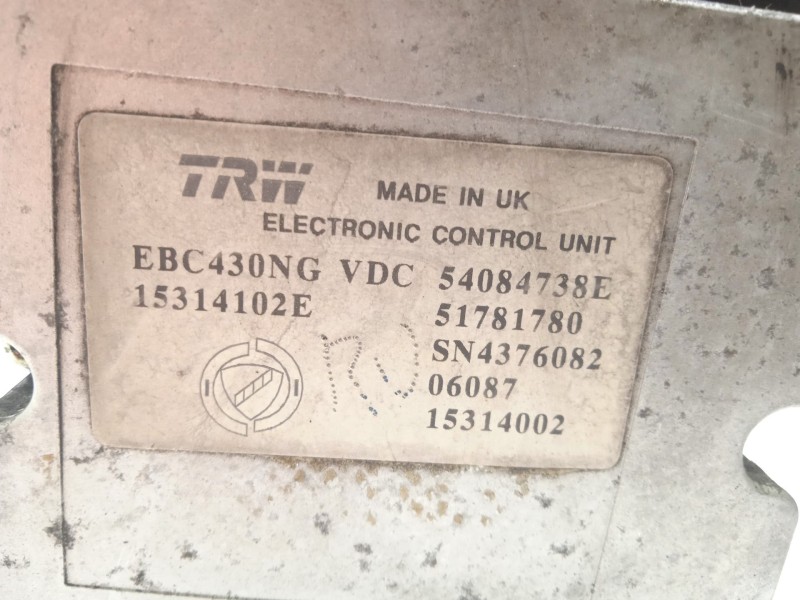 TRW MADE IN UK
ELECTRONIC CONTROL UNIT
EBC430NG VDC 54084738E
15314102E 51781780
SN4376082
06087
15314002